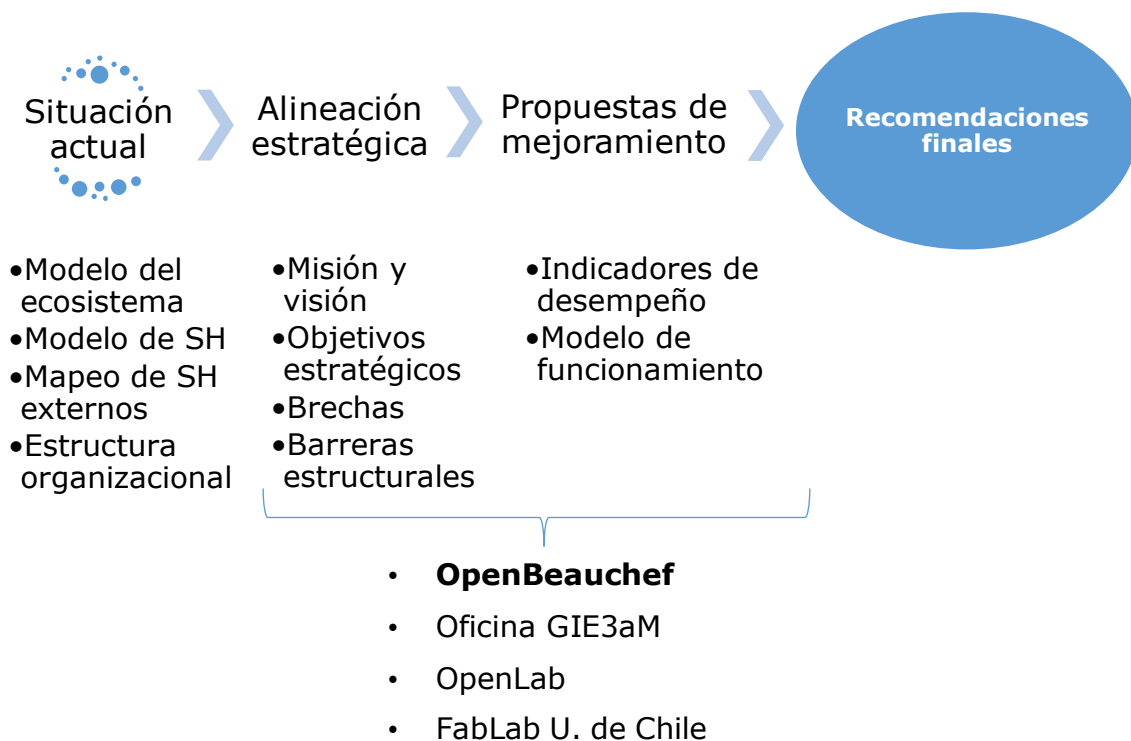 Situación
actual
Alineación
estratégica
Propuestas de
mejoramiento
Recomendaciones
finales
•Modelo del
ecosistema
•Modelo de SH
•Mapeo de SH
externos
•Estructura
organizacional
•Misión y
visión
•Objetivos
estratégicos
•Brechas
•Barreras
estructurales
•Indicadores de
desempeño
•Modelo de
funcionamiento
• OpenBeauchef
• Oficina GIE3aM
• OpenLab
• FabLab U. de Chile